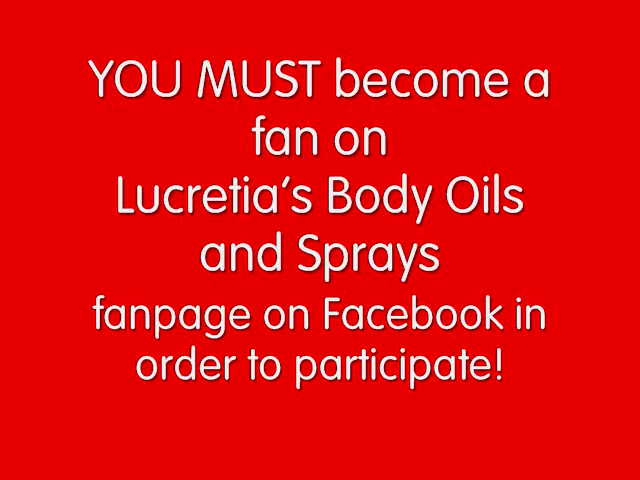 YOU MUST become a
fan on
Lucretia's Body Oils
and Sprays
fanpage on Facebook in
order to participate!